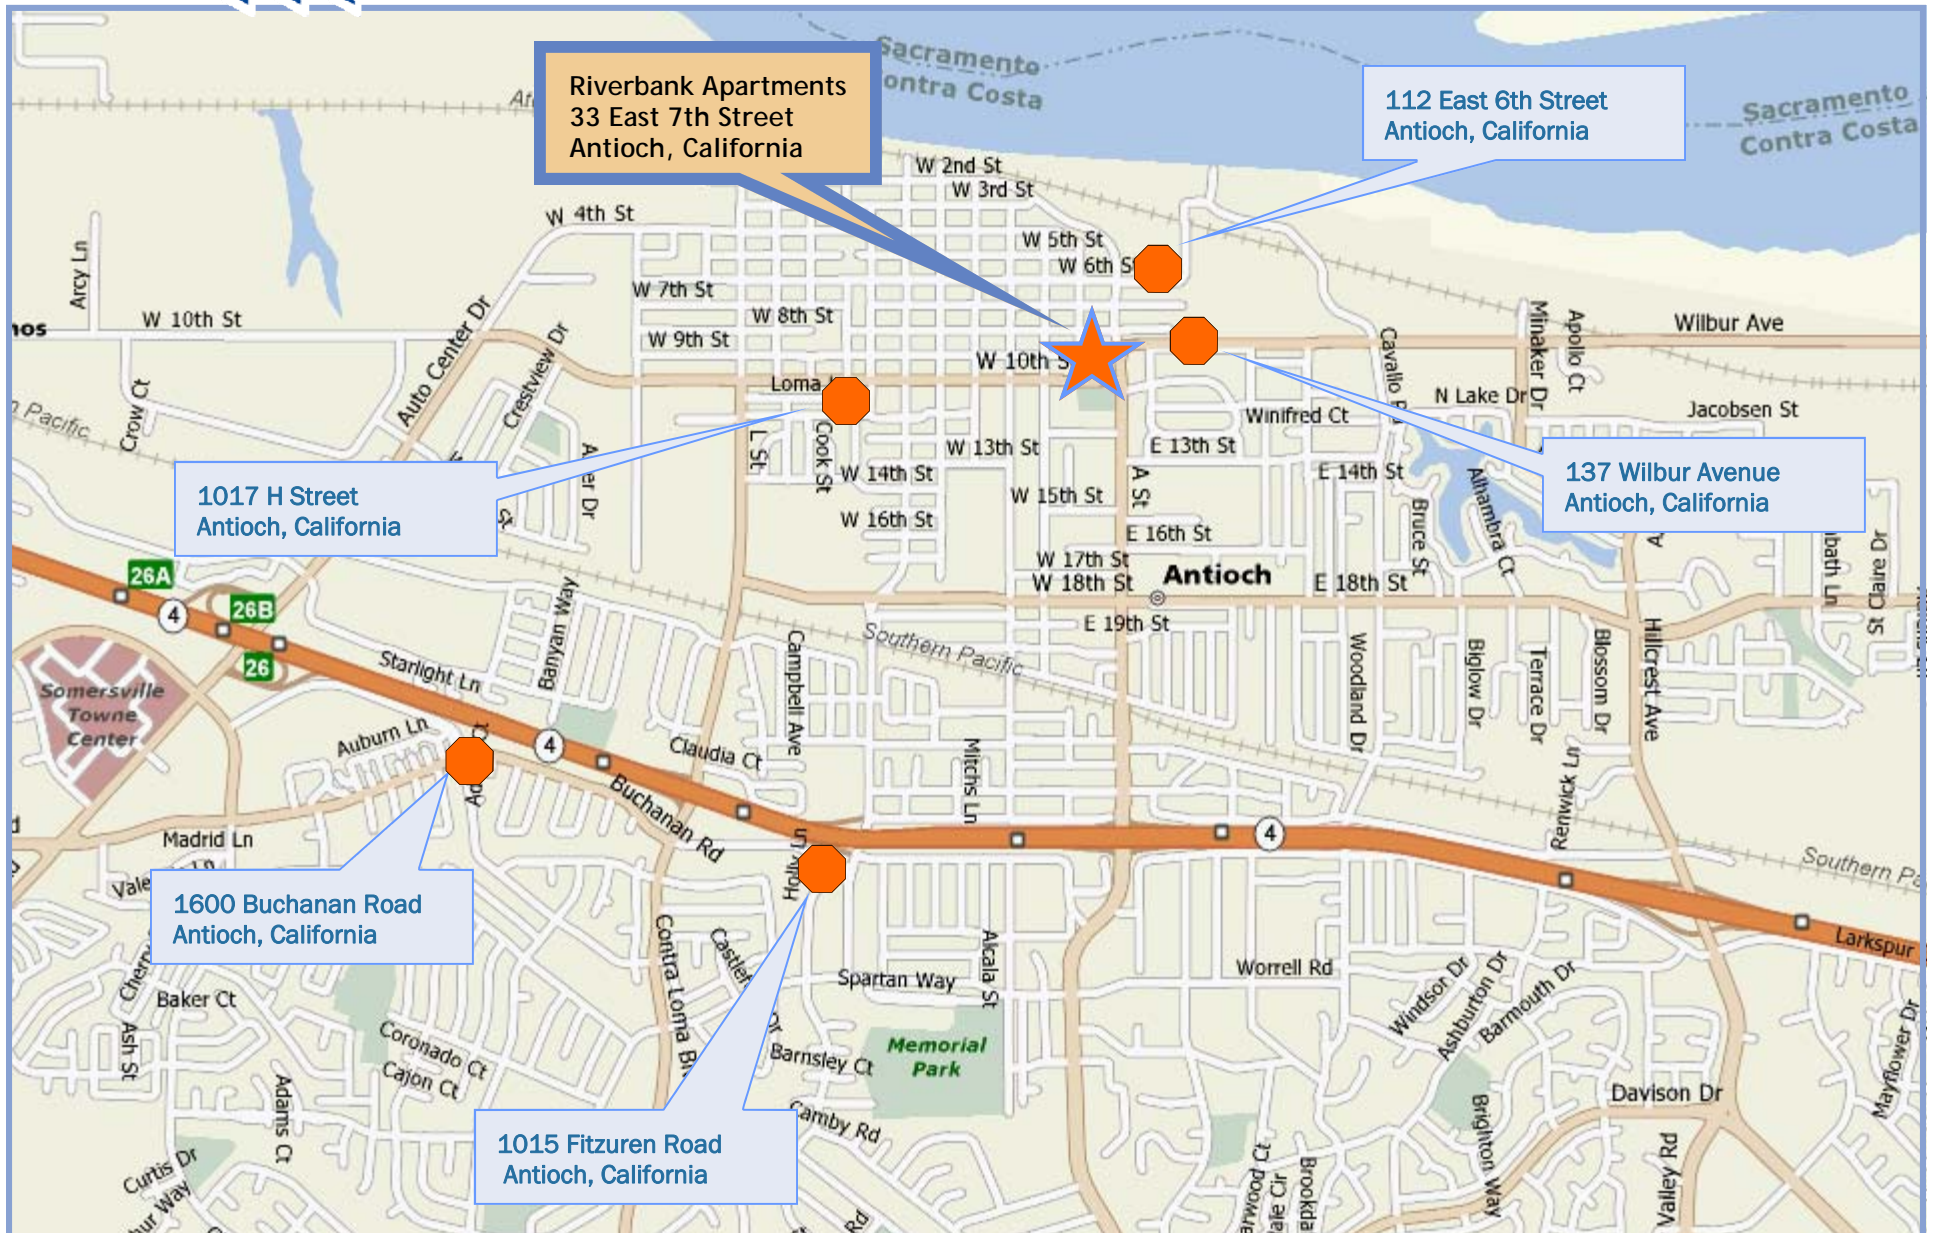 Sacramento
Contra Costa
Sacramento
Contra Costa
Riverbank Apartments
33 East 7th Street
Antioch, California
112 East 6th Street
Antioch, California
W 2nd St
W 3rd St
W 4th St
W 5th St
W 6th S
W 7th St
W 8th St
W 9th St
W 10th St
W 10th S
Arcy Ln
Auto Center Dr
Crestview Dr
Crow Ct
Pacific
Loma
Wilbur Ave
Minaker Dr
Apollo Ct
Cavallo R
N Lake Dr
Jacobsen St
Winifred Ct
E 13th St
W 13th St
L St
Cook St
W 14th St
E 14th St
W 15th St
A St
W 16th St
E 16th St
Bruce St
Alhambra Ct
1017 H Street
Antioch, California
137 Wilbur Avenue
Antioch, California
W 17th St
W 18th St
Antioch
E 18th St
E 19th St
St Claire Dr
26A
4
26B
26
Somersville
Towne
Center
Starlight Ln
Banyan Way
Southern Pacific
Campbell Ave
Woodland Dr
Biglow Dr
Terrace Dr
Blossom Dr
Hillcrest Ave
Auburn Ln
4
Claudia Ct
Mitchs Ln
Buchanan Rd
Renwick Ln
Madrid Ln
4
Southern Pa
Larkspur
1600 Buchanan Road
Antioch, California
Contra Loma
Alcala St
Spartan Way
Worrell Rd
Windsor Dr
Ashburton Dr
Barmouth Dr
Baker Ct
Ash St
Coronado Ct
Cajon Ct
Adams Ct
Barnsley Ct
Memorial
Park
Camby Rd
Davison Dr
Mayflower Dr
Brighton Way
Valley Rd
1015 Fitzuren Road
Antioch, California
Curtis Dr
Way
Rd